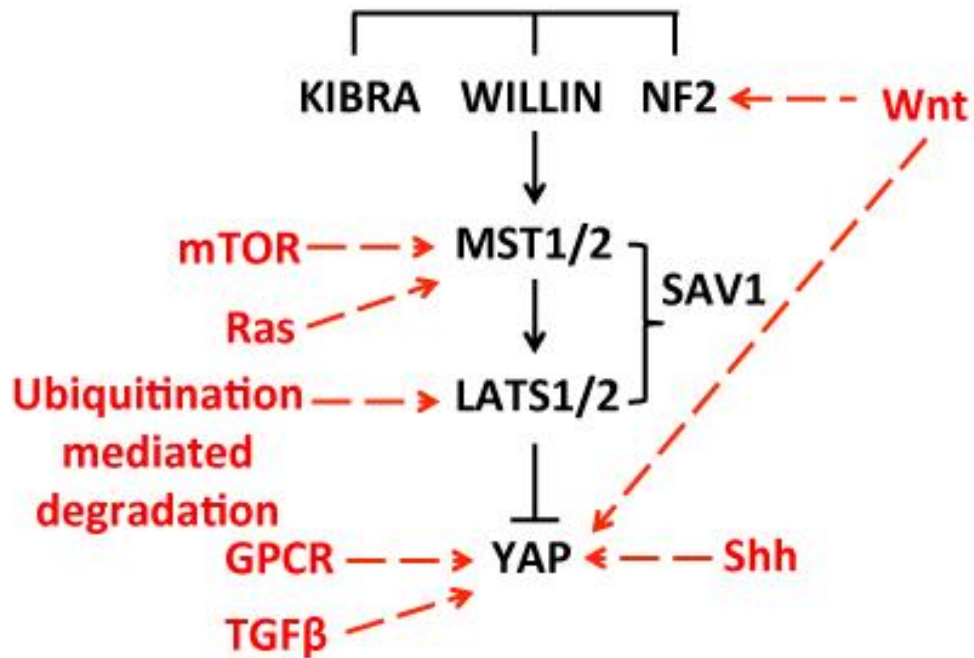 KIBRA WILLIN NF2
Wnt
mTOR
MST1/2
SAV1
Ras
Ubiquitination
mediated
degradation
LATS1/2
GPCR
YAP
Shh
TGFβ